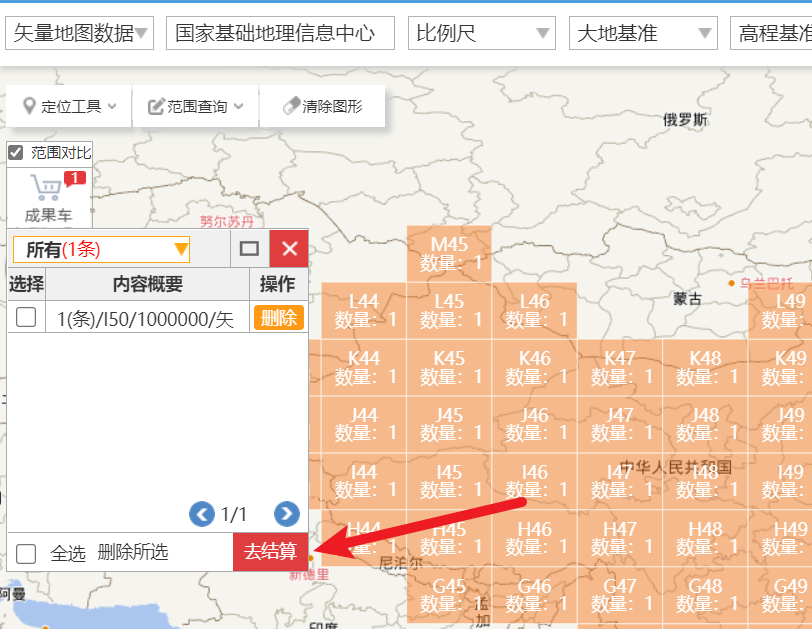 矢量地图数据
国家基础地理信息中心
比例尺
大地基准
高程基准
定位工具
范围查询
清除图形
俄罗斯
范围对比
1
成果车
努尔苏丹
所有(1条)
选择 内容概要 操作
1(条)/I50/1000000/矢
删除
1/1
全选 删除所选
去结算
M45
数量：1
乌兰巴托
蒙古
L44 L45 L46 L49
数量：1 数量：1 数量：1 数量：
K44 K45 K46 K47 K48 K49
数量：1 数量：1 数量：1 数量：1 数量：1 数量：
J44 J45 J46 J47 J48 J49
数量：1 数量：1 数量：1 数量：1 数量：1 数量：
中华人民共和国
I44 I45 I46 I47 I48 I49
数量：1 数量：1 数量：1 数量：1 数量：1 数量：
H44 H45 H46 H47 H48 H49
数量：1 数量：1 数量：1 数量：1 数量：1 数量：
尼泊尔
新德里
G45 G46 G47 G48 G49
数量：1 数量：1 数量：1 数量：1 数量：
阿曼
印度
孟加